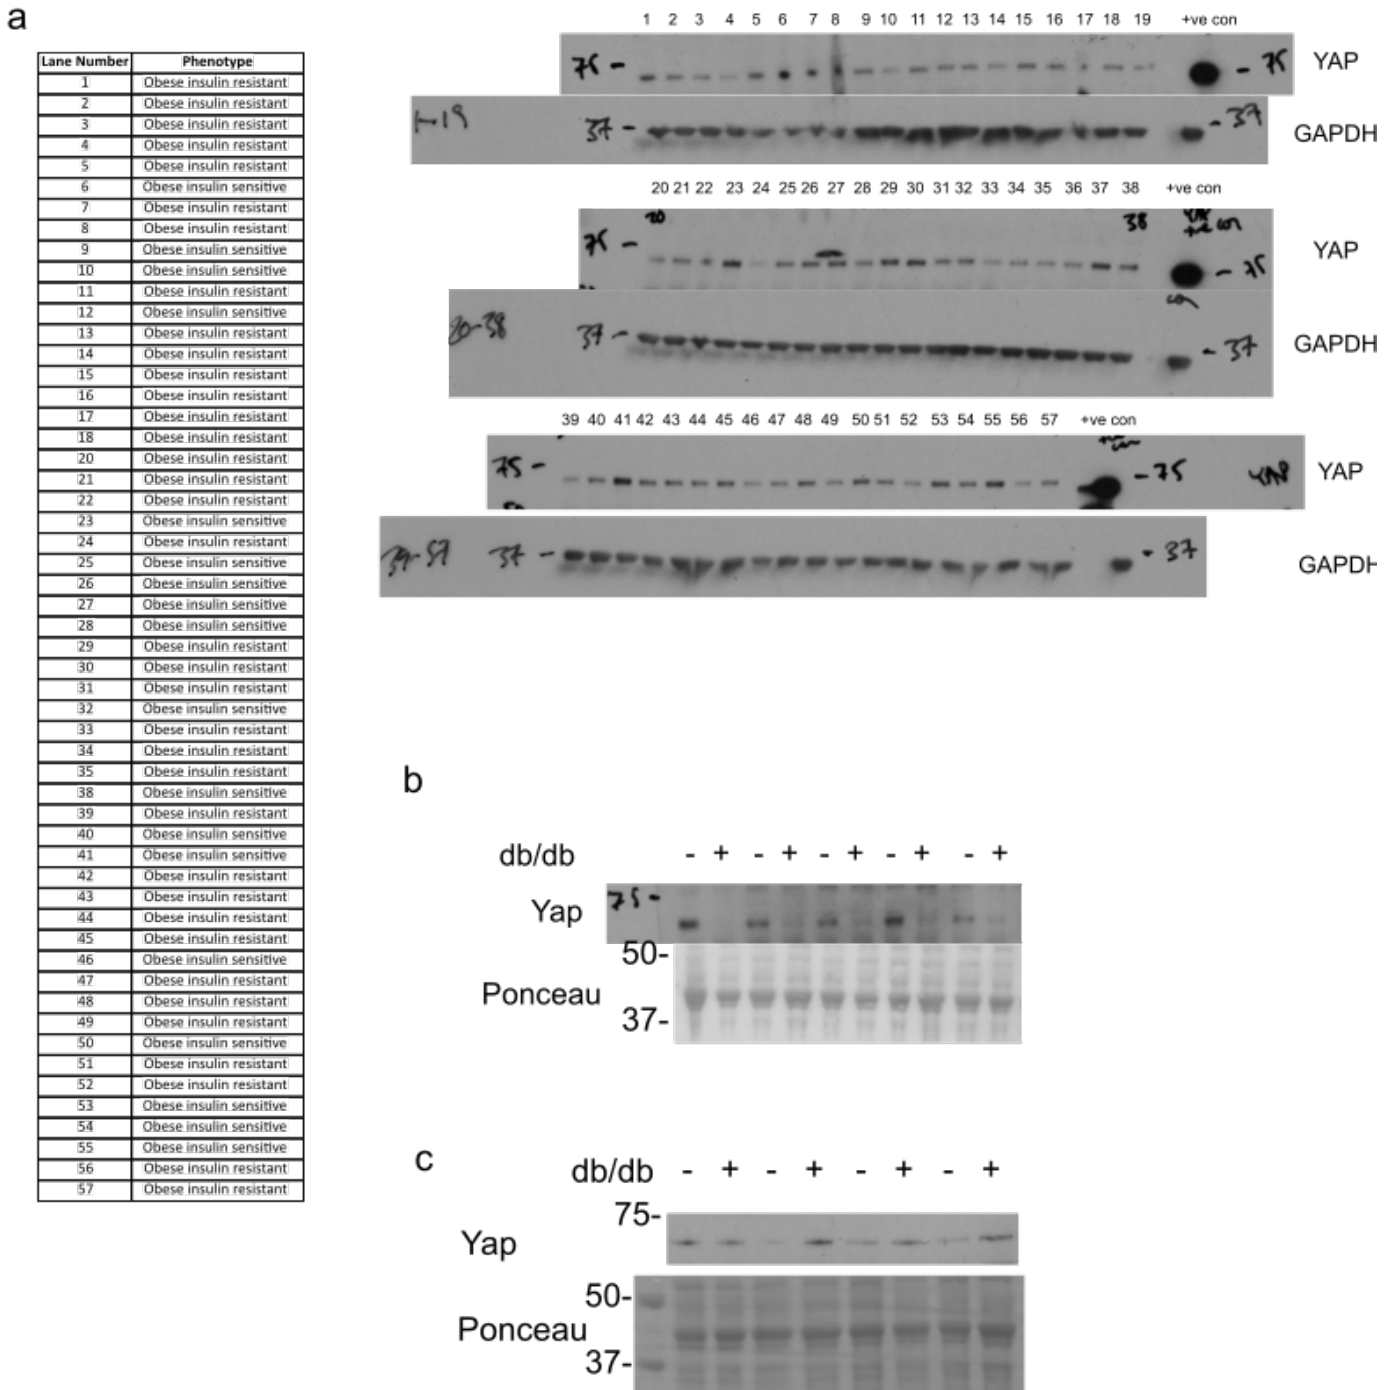 a
Lane Number Phenotype
1 Obese insulin resistant
2 Obese insulin resistant
3 Obese insulin resistant
4 Obese insulin resistant
5 Obese insulin resistant
6 Obese insulin sensitive
7 Obese insulin resistant
8 Obese insulin resistant
9 Obese insulin sensitive
10 Obese insulin sensitive
11 Obese insulin resistant
12 Obese insulin sensitive
13 Obese insulin resistant
14 Obese insulin resistant
15 Obese insulin resistant
16 Obese insulin resistant
17 Obese insulin resistant
18 Obese insulin resistant
20 Obese insulin resistant
21 Obese insulin resistant
22 Obese insulin resistant
23 Obese insulin sensitive
24 Obese insulin resistant
25 Obese insulin sensitive
26 Obese insulin sensitive
27 Obese insulin sensitive
28 Obese insulin sensitive
29 Obese insulin resistant
30 Obese insulin resistant
31 Obese insulin resistant
32 Obese insulin sensitive
33 Obese insulin resistant
34 Obese insulin resistant
35 Obese insulin resistant
38 Obese insulin sensitive
39 Obese insulin resistant
40 Obese insulin sensitive
41 Obese insulin sensitive
42 Obese insulin resistant
43 Obese insulin resistant
44 Obese insulin resistant
45 Obese insulin resistant
46 Obese insulin sensitive
47 Obese insulin resistant
48 Obese insulin resistant
49 Obese insulin resistant
50 Obese insulin sensitive
51 Obese insulin resistant
52 Obese insulin resistant
53 Obese insulin sensitive
54 Obese insulin sensitive
55 Obese insulin sensitive
56 Obese insulin resistant
57 Obese insulin resistant
1 2 3 4 5 6 7 8 9 10 11 12 13 14 15 16 17 18 19 +ve con
75 - - 75 YAP
1-19 37 - - 37 GAPDH
20 21 22 23 24 25 26 27 28 29 30 31 32 33 34 35 36 37 38 +ve con
20 38 YAP
+ve con
75 - - 75 YAP
con
20-38 37 - - 37 GAPDH
39 40 41 42 43 44 45 46 47 48 49 50 51 52 53 54 55 56 57 +ve con
+ve
con
75 - - 75 YAP YAP
39-57 37 - - 37 GAPDH
b
db/db - + - + - + - + - +
75 -
Yap
50-
Ponceau
37-
c
db/db - + - + - + - +
75-
Yap
50-
Ponceau
37-